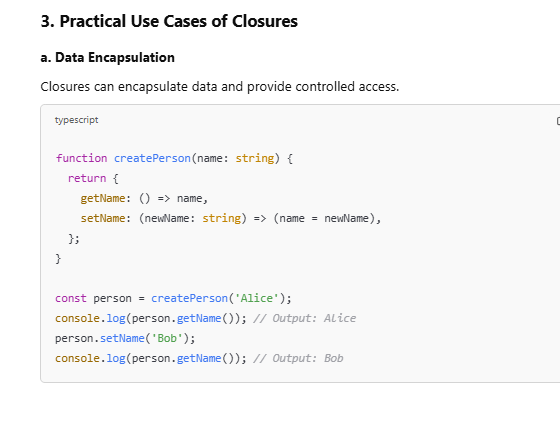 3. Practical Use Cases of Closures
a. Data Encapsulation
Closures can encapsulate data and provide controlled access.
typescript
function createPerson(name: string) {
  return {
    getName: () => name,
    setName: (newName: string) => (name = newName),
  };
}
const person = createPerson('Alice');
console.log(person.getName()); // Output: Alice
person.setName('Bob');
console.log(person.getName()); // Output: Bob